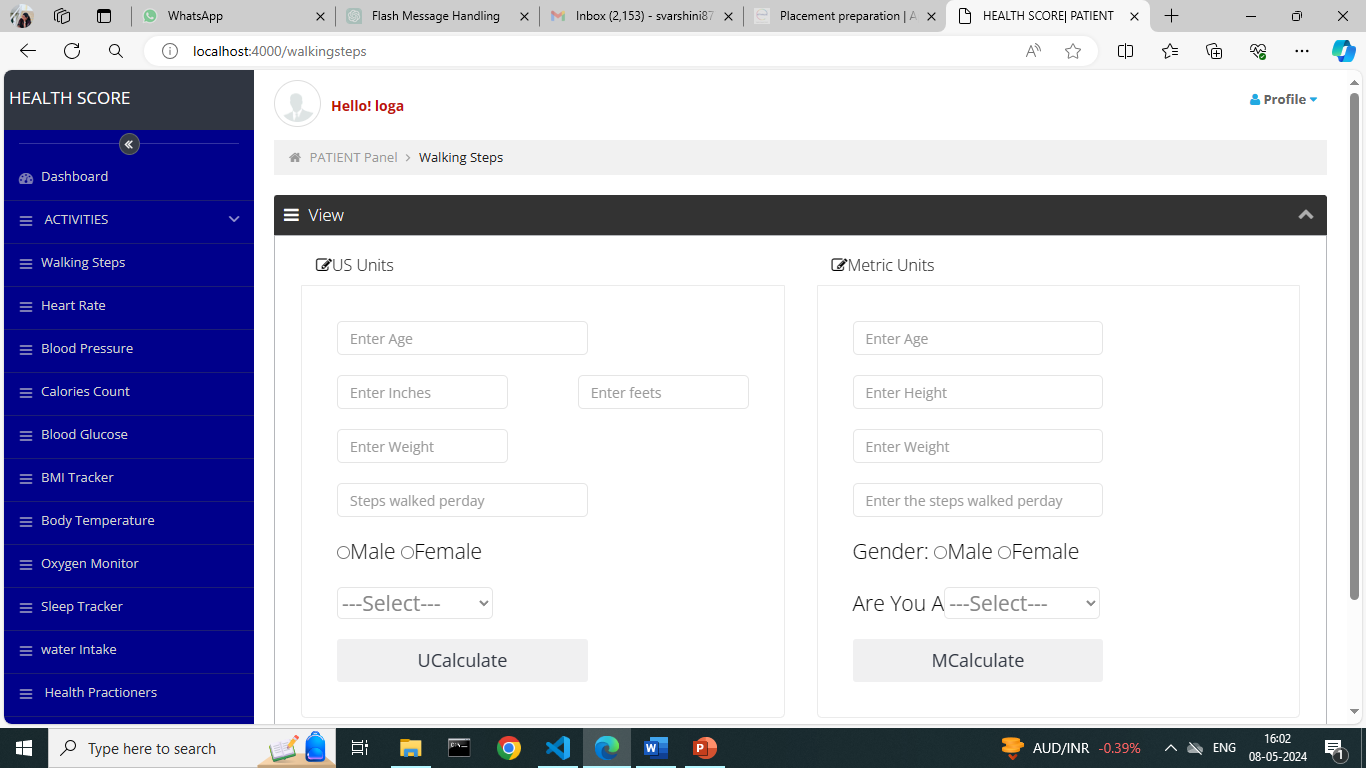 WhatsApp
Flash Message Handling
Inbox (2,153) - svarshini87
Placement preparation | A
HEALTH SCORE| PATIENT
localhost:4000/walkingsteps
HEALTH SCORE
Hello! loga
Profile
PATIENT Panel > Walking Steps
Dashboard
ACTIVITIES
Walking Steps
Heart Rate
Blood Pressure
Calories Count
Blood Glucose
BMI Tracker
Body Temperature
Oxygen Monitor
Sleep Tracker
water Intake
Health Practioners
View
US Units
Enter Age
Enter Inches Enter feets
Enter Weight
Steps walked perday
Male Female
---Select---
UCalculate
Metric Units
Enter Age
Enter Height
Enter Weight
Enter the steps walked perday
Gender: Male Female
Are You A ---Select---
MCalculate
Type here to search
AUD/INR -0.39%
ENG
16:02
08-05-2024
1